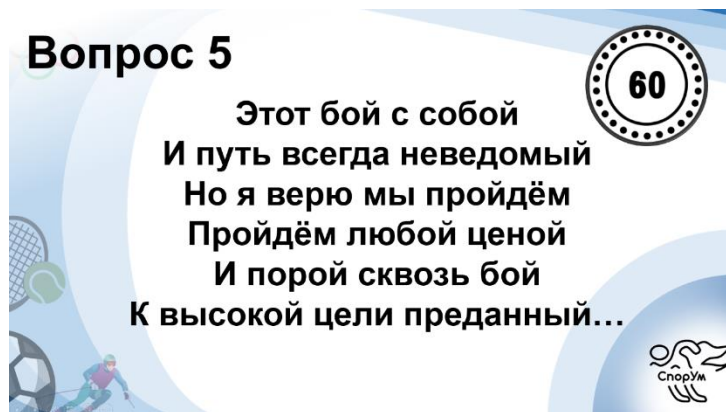 Вопрос 5
60
Этот бой с собой
И путь всегда неведомый
Но я верю мы пройдём
Пройдём любой ценой
И порой сквозь бой
К высокой цели преданный…
СпорУм